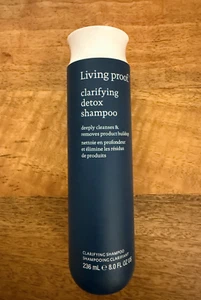 Living proof.
clarifying
detox
shampoo
deeply cleanses &
removes product buildup
nettoie en profondeur
et élimine les résidus
de produits
CLARIFYING SHAMPOO
SHAMPOOING CLARIFIANT
236 mL e 8.0 FL OZ US